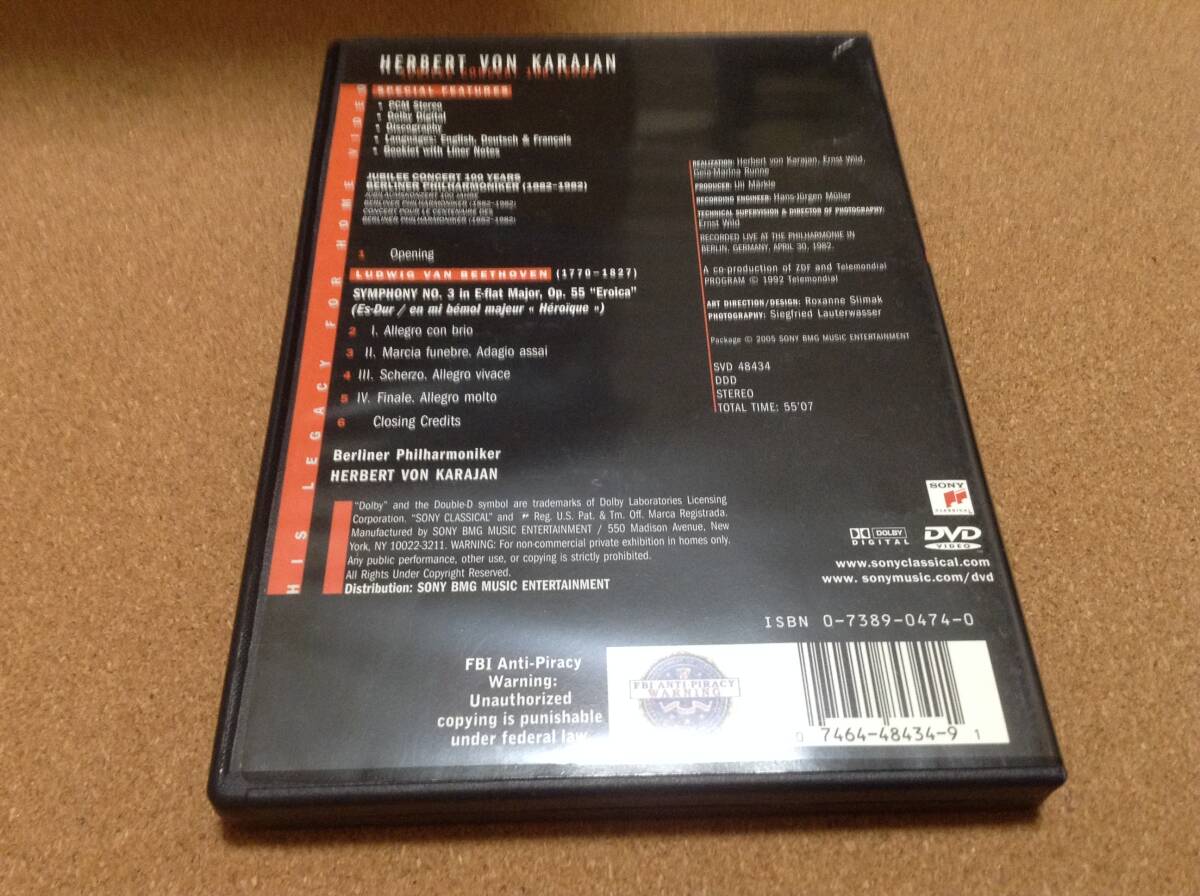 HERBERT VON KARAJAN
JUBILEE CONCERT 100 YEARS
HIS LEGACY FOR HOME VIDEO
SPECIAL FEATURES
¶ PCM Stereo
¶ Dolby Digital
¶ Discography
¶ Languages: English, Deutsch & Français
¶ Booklet with Liner Notes
JUBILEE CONCERT 100 YEARS
BERLINER PHILHARMONIKER (1882–1982)
JUBILÄUMSKONZERT 100 JAHRE
BERLINER PHILHARMONIKER (1882–1982)
CONCERT POUR LE CENTENAIRE DES
BERLINER PHILHARMONIKER (1882–1982)
1 Opening
LUDWIG VAN BEETHOVEN (1770–1827)
SYMPHONY NO. 3 in E-flat Major, Op. 55 “Eroica”
(Es-Dur / en mi bémol majeur « Héroïque »)
2 I. Allegro con brio
3 II. Marcia funebre. Adagio assai
4 III. Scherzo. Allegro vivace
5 IV. Finale. Allegro molto
6 Closing Credits
Berliner Philharmoniker
HERBERT VON KARAJAN
REALIZATION: Herbert von Karajan, Ernst Wild,
Gela-Marina Runne
PRODUCER: Uli Märkle
RECORDING ENGINEER: Hans-Jürgen Müller
TECHNICAL SUPERVISION & DIRECTOR OF PHOTOGRAPHY:
Ernst Wild
RECORDED LIVE AT THE PHILHARMONIE IN
BERLIN, GERMANY, APRIL 30, 1982.
A co-production of ZDF and Telemondial
PROGRAM © 1992 Telemondial
ART DIRECTION/DESIGN: Roxanne Slimak
PHOTOGRAPHY: Siegfried Lauterwasser
Package © 2005 SONY BMG MUSIC ENTERTAINMENT
SVD 48434
DDD
STEREO
TOTAL TIME: 55'07
“Dolby” and the Double-D symbol are trademarks of Dolby Laboratories Licensing
Corporation. “SONY CLASSICAL” and Reg. U.S. Pat. & Tm. Off. Marca Registrada.
Manufactured by SONY BMG MUSIC ENTERTAINMENT / 550 Madison Avenue, New
York, NY 10022-3211. WARNING: For non-commercial private exhibition in homes only.
Any public performance, other use, or copying is strictly prohibited.
All Rights Under Copyright Reserved.
Distribution: SONY BMG MUSIC ENTERTAINMENT
SONY
CLASSICAL
DOLBY
DIGITAL
DVD
VIDEO
www.sonyclassical.com
www. sonymusic.com/dvd
ISBN 0-7389-0474-0
FBI Anti-Piracy
Warning:
Unauthorized
copying is punishable
under federal law.
FBI ANTI-PIRACY
WARNING
0 7464-48434-9 1